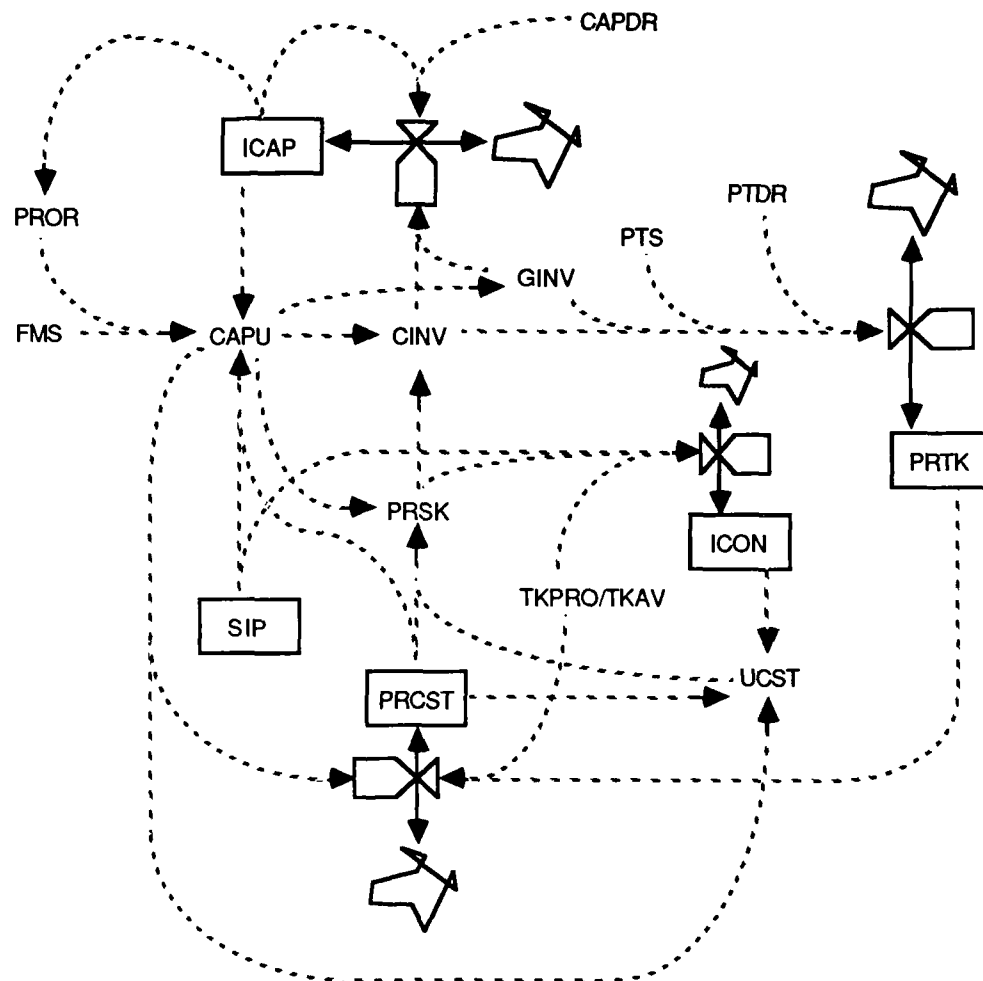 CAPDR
ICAP
PROR
PTDR
PTS
GINV
FMS
CAPU
CINV
PRTK
PRSK
ICON
TKPRO/TKAV
SIP
UCST
PRCST